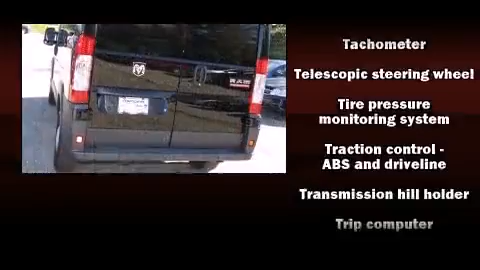 Tachometer
Telescopic steering wheel
Tire pressure
monitoring system
Traction control -
ABS and driveline
Transmission hill holder
Trip computer
RAM